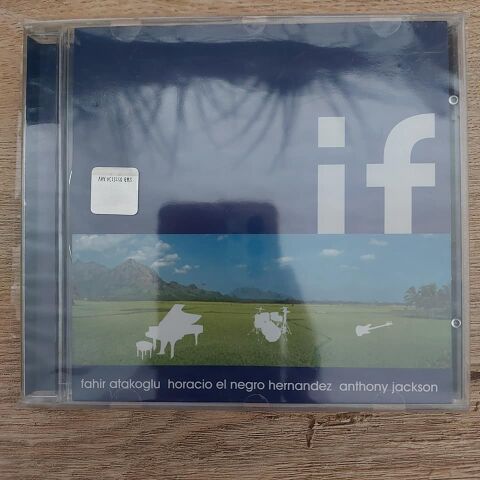 if
fahir atakoglu horacio el negro hernandez anthony jackson